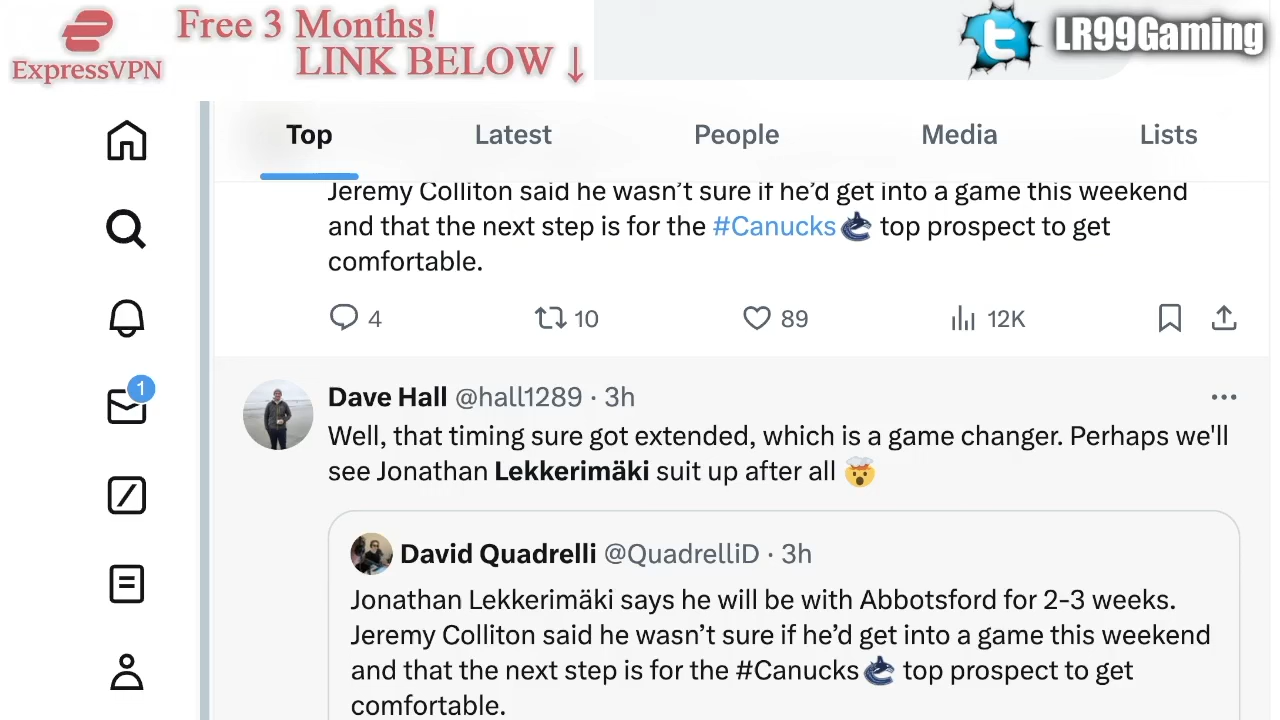 Free 3 Months!
LINK BELOW ↓
ExpressVPN
LR99Gaming
Top
Latest
People
Media
Lists
Jeremy Colliton said he wasn’t sure if he’d get into a game this weekend
and that the next step is for the #Canucks top prospect to get
comfortable.
4
10
89
12K
1
Dave Hall @hall1289 · 3h
Well, that timing sure got extended, which is a game changer. Perhaps we'll
see Jonathan Lekkerimäki suit up after all 🤯
David Quadrelli @QuadrelliD · 3h
Jonathan Lekkerimäki says he will be with Abbotsford for 2-3 weeks.
Jeremy Colliton said he wasn’t sure if he’d get into a game this weekend
and that the next step is for the #Canucks top prospect to get
comfortable.